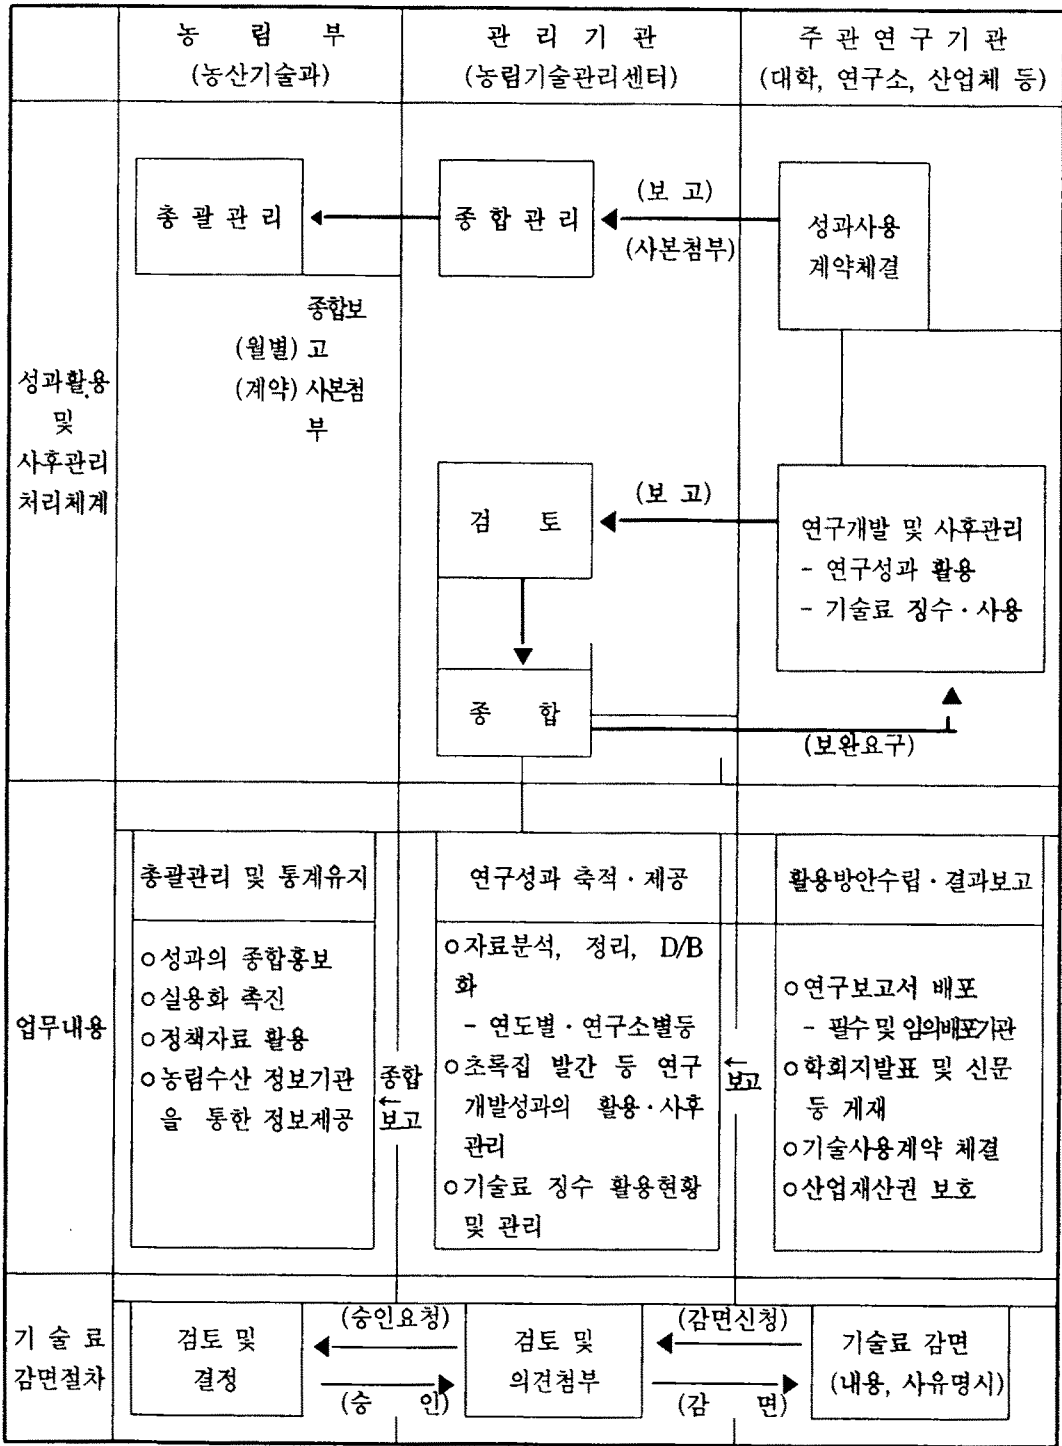 농 림 부
(농산기술과)
관 리 기 관
(농림기술관리센터)
주 관 연 구 기 관
(대학, 연구소, 산업체 등)
성과활용
및
사후관리
처리체계
총 괄 관 리
종 합 관 리
(보 고)
(사본첨부)
성과사용
계약체결
종합보
(월별) 고
(계약) 사본첨
부
검 토
(보 고)
연구개발 및 사후관리
- 연구성과 활용
- 기술료 징수·사용
종 합
(보완요구)
업무내용
총괄관리 및 통계유지
○성과의 종합홍보
○실용화 촉진
○정책자료 활용
○농림수산 정보기관
을 통한 정보제공
종합
←
보고
연구성과 축적·제공
○자료분석, 정리, D/B
화
- 연도별·연구소별등
○초록집 발간 등 연구
개발성과의 활용·사후
관리
○기술료 징수 활용현황
및 관리
←
보고
활용방안수립·결과보고
○연구보고서 배포
- 필수 및 임의배포기관
○학회지발표 및 신문
등 게재
○기술사용계약 체결
○산업재산권 보호
기 술 료
감면절차
검토 및
결정
(승인요청)
(승 인)
검토 및
의견첨부
(감면신청)
(감 면)
기술료 감면
(내용, 사유명시)